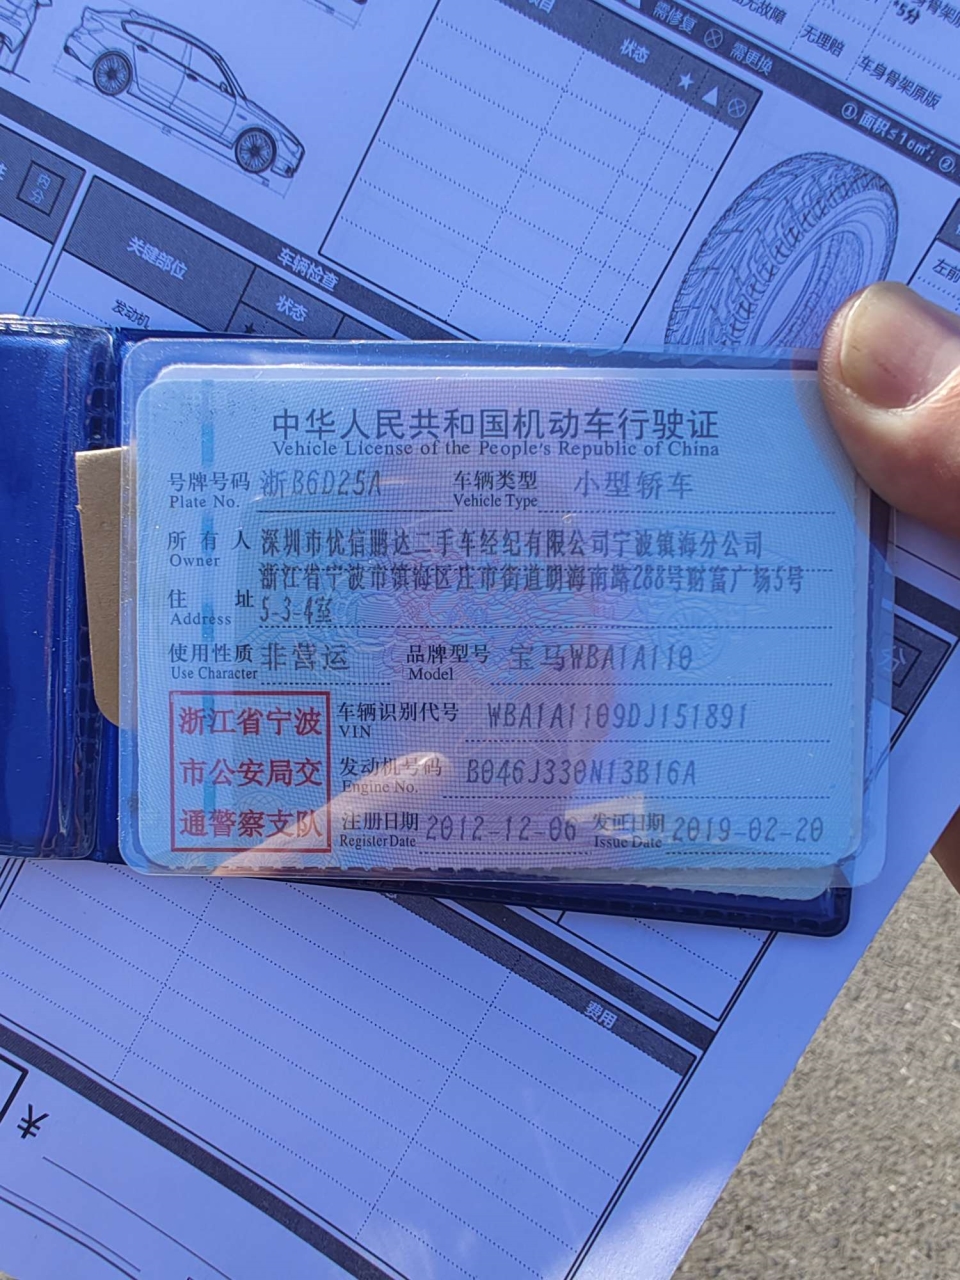 状态 ★ ▲ ⊗
需修复 ⊗ 需更换
无理赔
车身骨架原版
①.面积≤1cm²; ②
内分
关键部位
车辆检查
状态
发动机
左前
中华人民共和国机动车行驶证
Vehicle License of the People's Republic of China
号牌号码 浙B6D25A 车辆类型 小型轿车
Plate No. Vehicle Type
所有人 深圳市优信鹏达二手车经纪有限公司宁波镇海分公司
Owner
浙江省宁波市镇海区庄市街道明海南路288号财富广场5号
住址 5-3-4室
Address
使用性质 非营运 品牌型号 宝马WBA1A110
Use Character Model
浙江省宁波
市公安局交
通警察支队
车辆识别代号 WBA1A1109DJ151891
VIN
发动机号码 B046J330N13B16A
Engine No.
注册日期 2012-12-06 发证日期 2019-02-20
Register Date Issue Date
费用